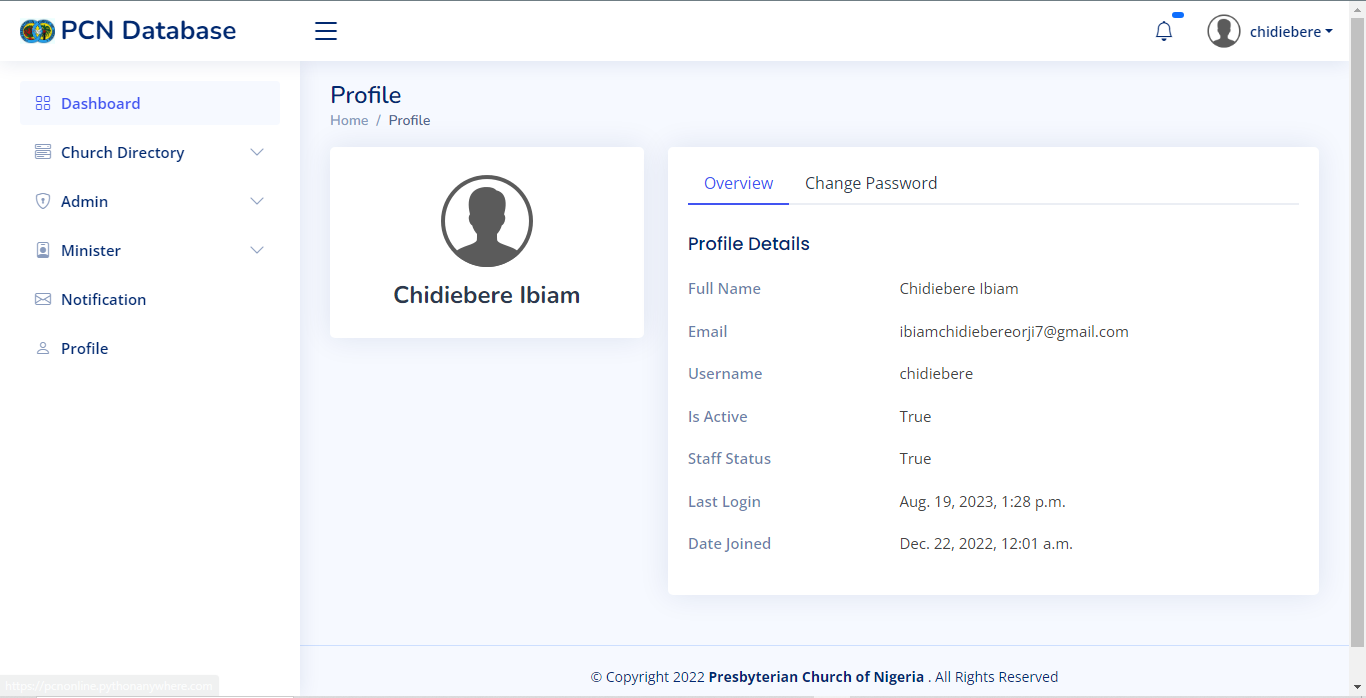 PCN Database
chidiebere
Dashboard
Church Directory
Admin
Minister
Notification
Profile
Profile
Home / Profile
Chidiebere Ibiam
Overview Change Password
Profile Details
Full Name Chidiebere Ibiam
Email ibiamchidiebereorji7@gmail.com
Username chidiebere
Is Active True
Staff Status True
Last Login Aug. 19, 2023, 1:28 p.m.
Date Joined Dec. 22, 2022, 12:01 a.m.
© Copyright 2022 Presbyterian Church of Nigeria . All Rights Reserved
https://pcnonline.pythonanywhere.com